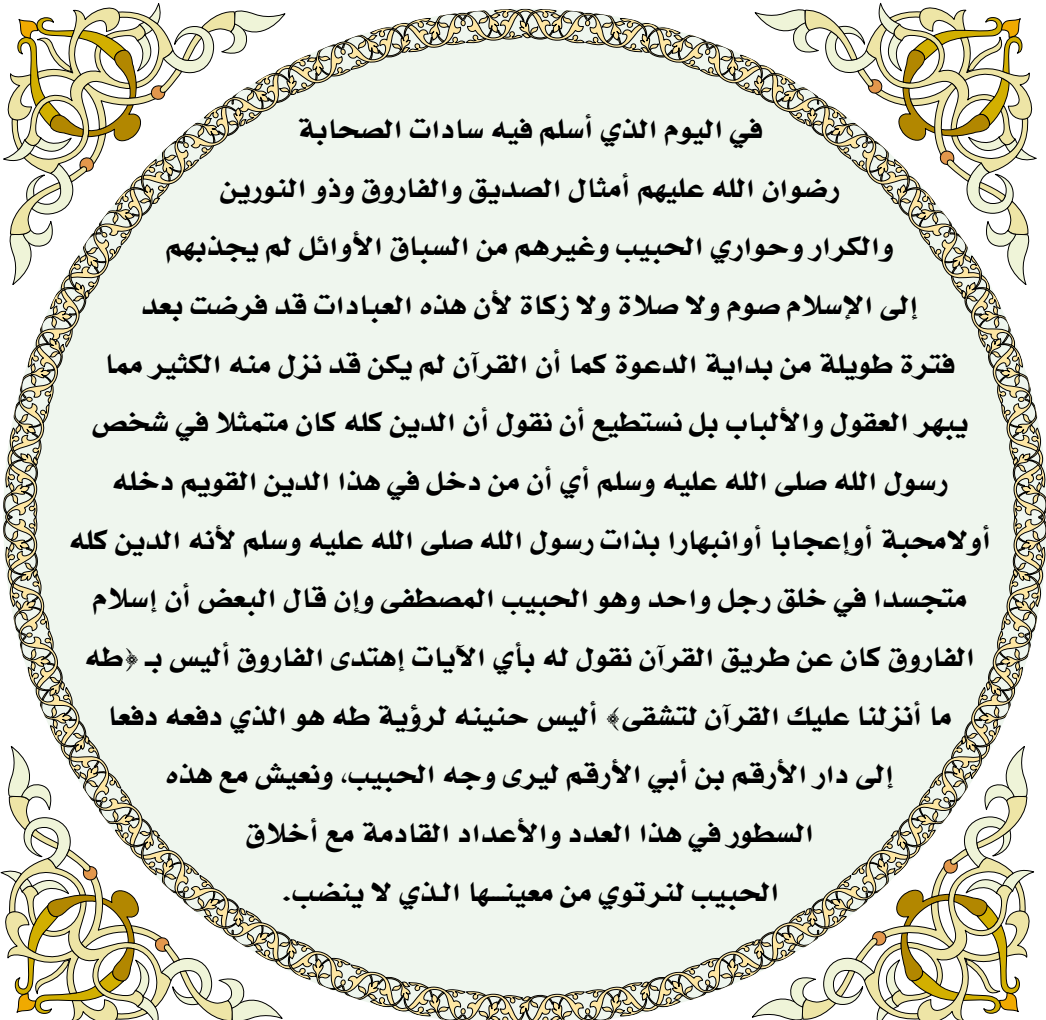 في اليوم الذي أسلم فيه سادات الصحابة
رضوان الله عليهم أمثال الصديق والفاروق وذو النورين
والكرار وحواري الحبيب وغيرهم من السباق الأوائل لم يجذبهم
إلى الإسلام صوم ولا صلاة ولا زكاة لأن هذه العبادات قد فرضت بعد
فترة طويلة من بداية الدعوة كما أن القرآن لم يكن قد نزل منه الكثير مما
يبهر العقول والألباب بل نستطيع أن نقول أن الدين كله كان متمثلا في شخص
رسول الله صلى الله عليه وسلم أي أن من دخل في هذا الدين القويم دخله
أولامحبة أوإعجابا أوانبهارا بذات رسول الله صلى الله عليه وسلم لأنه الدين كله
متجسدا في خلق رجل واحد وهو الحبيب المصطفى وإن قال البعض أن إسلام
الفاروق كان عن طريق القرآن نقول له بأي الآيات إهتدى الفاروق أليس بـ ﴿طه
ما أنزلنا عليك القرآن لتشقى﴾ أليس حنينه لرؤية طه هو الذي دفعه دفعا
إلى دار الأرقم بن أبي الأرقم ليرى وجه الحبيب، ونعيش مع هذه
السطور في هذا العدد والأعداد القادمة مع أخلاق
الحبيب لنرتوي من معينــها الذي لا ينضب.